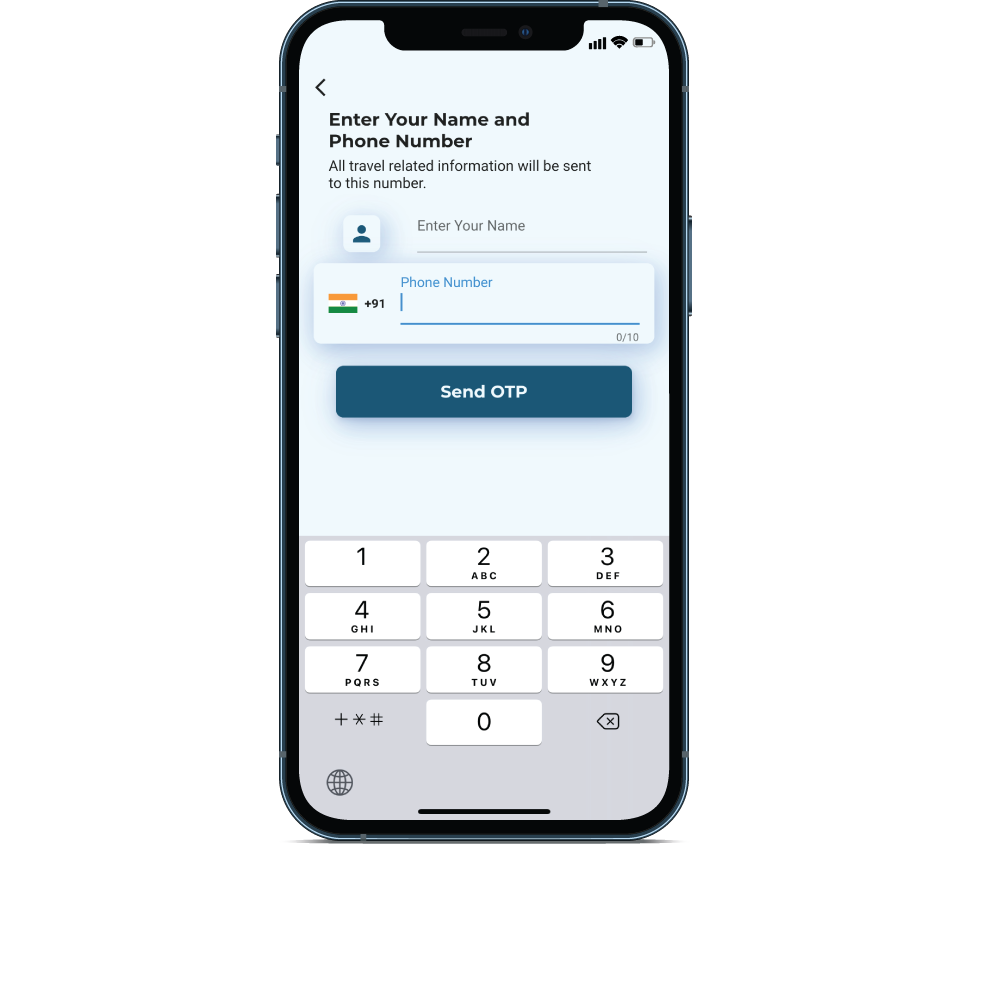 Enter Your Name and
Phone Number
All travel related information will be sent
to this number.
Enter Your Name
Phone Number
+91
0/10
Send OTP
1
2
ABC
3
DEF
4
GHI
5
JKL
6
MNO
7
PQRS
8
TUV
9
WXYZ
+*#
0